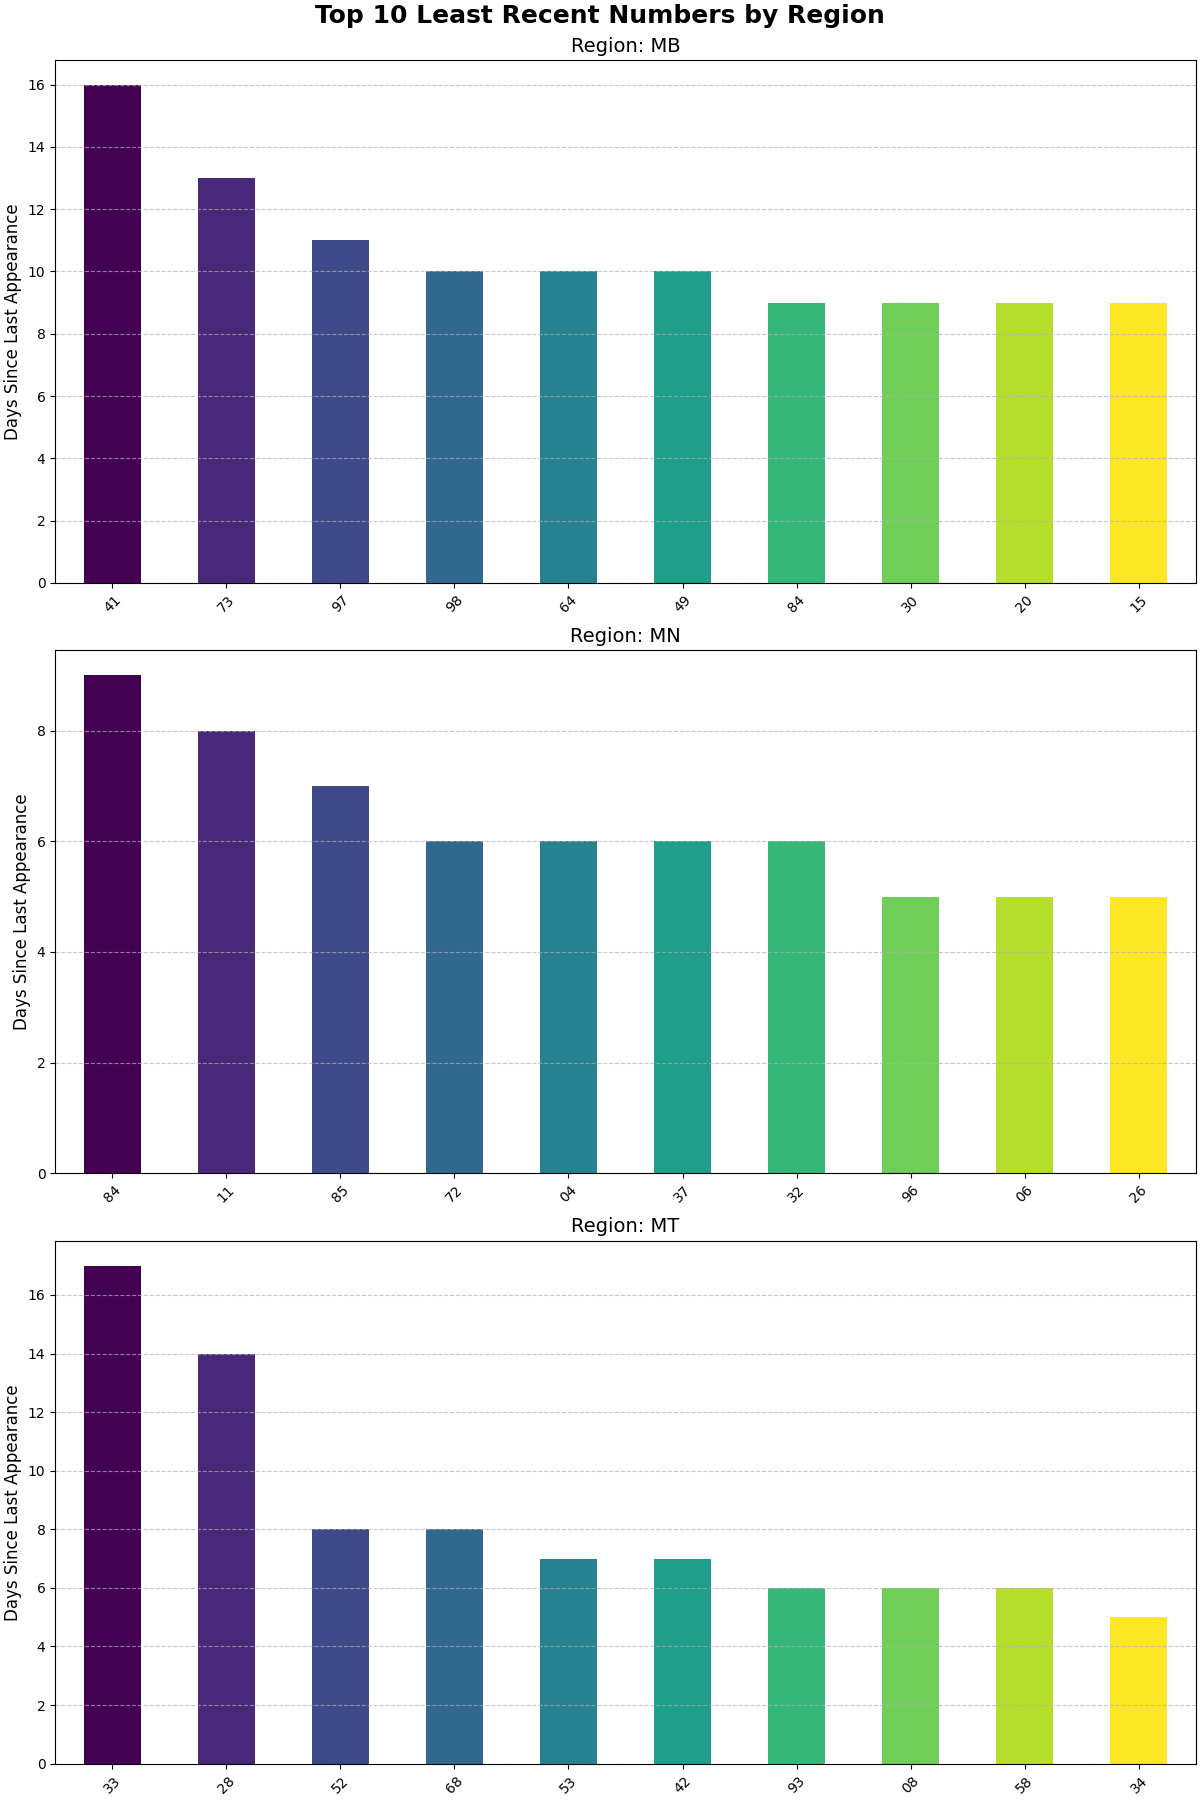 Top 10 Least Recent Numbers by Region
Region: MB
Days Since Last Appearance
16
14
12
10
8
6
4
2
0
41 73 97 98 64 49 84 30 20 15
Region: MN
Days Since Last Appearance
8
6
4
2
0
84 11 85 72 04 37 32 96 06 26
Region: MT
Days Since Last Appearance
16
14
12
10
8
6
4
2
0
33 28 52 68 53 42 93 08 58 34